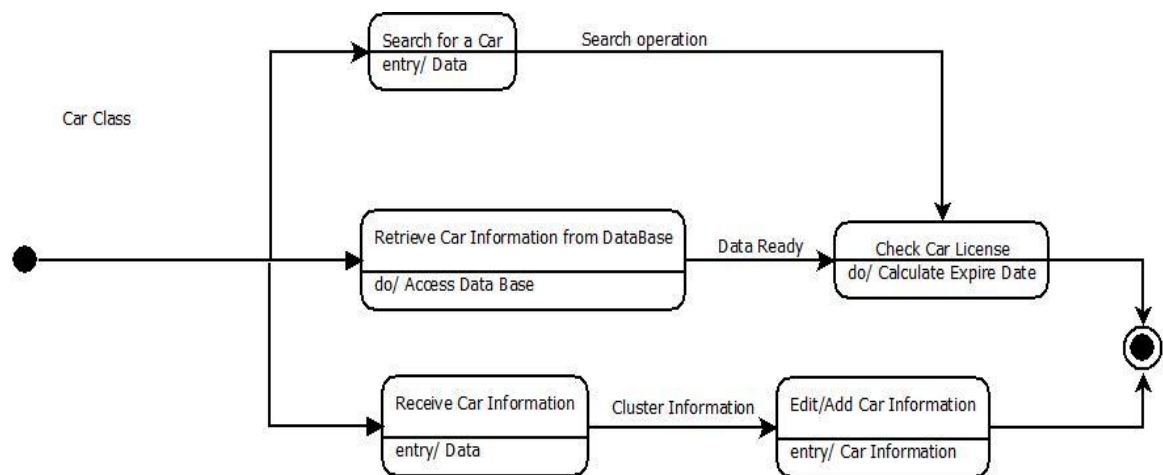 Search for a Car
entry/ Data
Search operation
Car Class
Retrieve Car Information from DataBase
do/ Access Data Base
Data Ready
Check Car License
do/ Calculate Expire Date
Receive Car Information
entry/ Data
Cluster Information
Edit/Add Car Information
entry/ Car Information